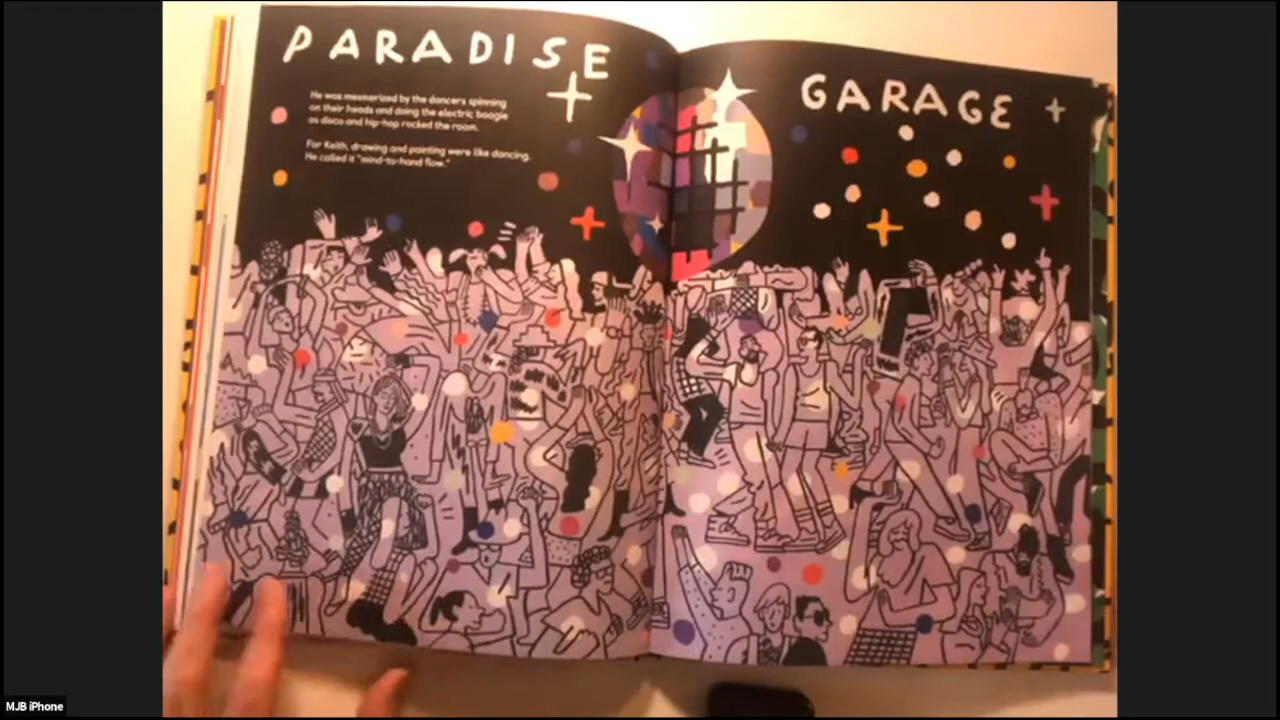 PARADISE
GARAGE
He was mesmerized by the dancers spinning
on their heads and doing the electric boogie
as disco and hip-hop rocked the room.
For Keith, drawing and painting were like dancing.
He called it "mind-to-hand flow."
MJB iPhone